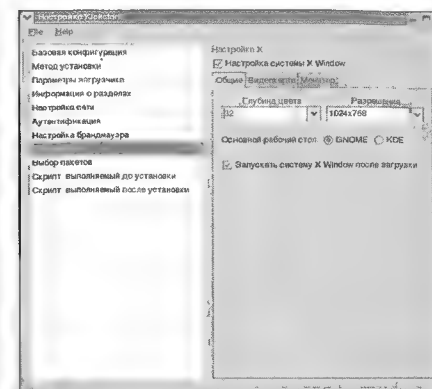 Настройка Kickstart
File Help
Базовая конфигурация
Метод установки
Параметры загрузчика
Информация о разделах
Настройка сети
Аутентификация
Настройка брандмауэра
Выбор пакетов
Скрипт выполняемый до установки
Скрипт выполняемый после установки
Настройка X
Настройка системы X Window
Общие Видеокарта Монитор
Глубина цвета Разрешение
32 1024x768
Основной рабочий стол GNOME KDE
Запускать систему X Window после загрузки